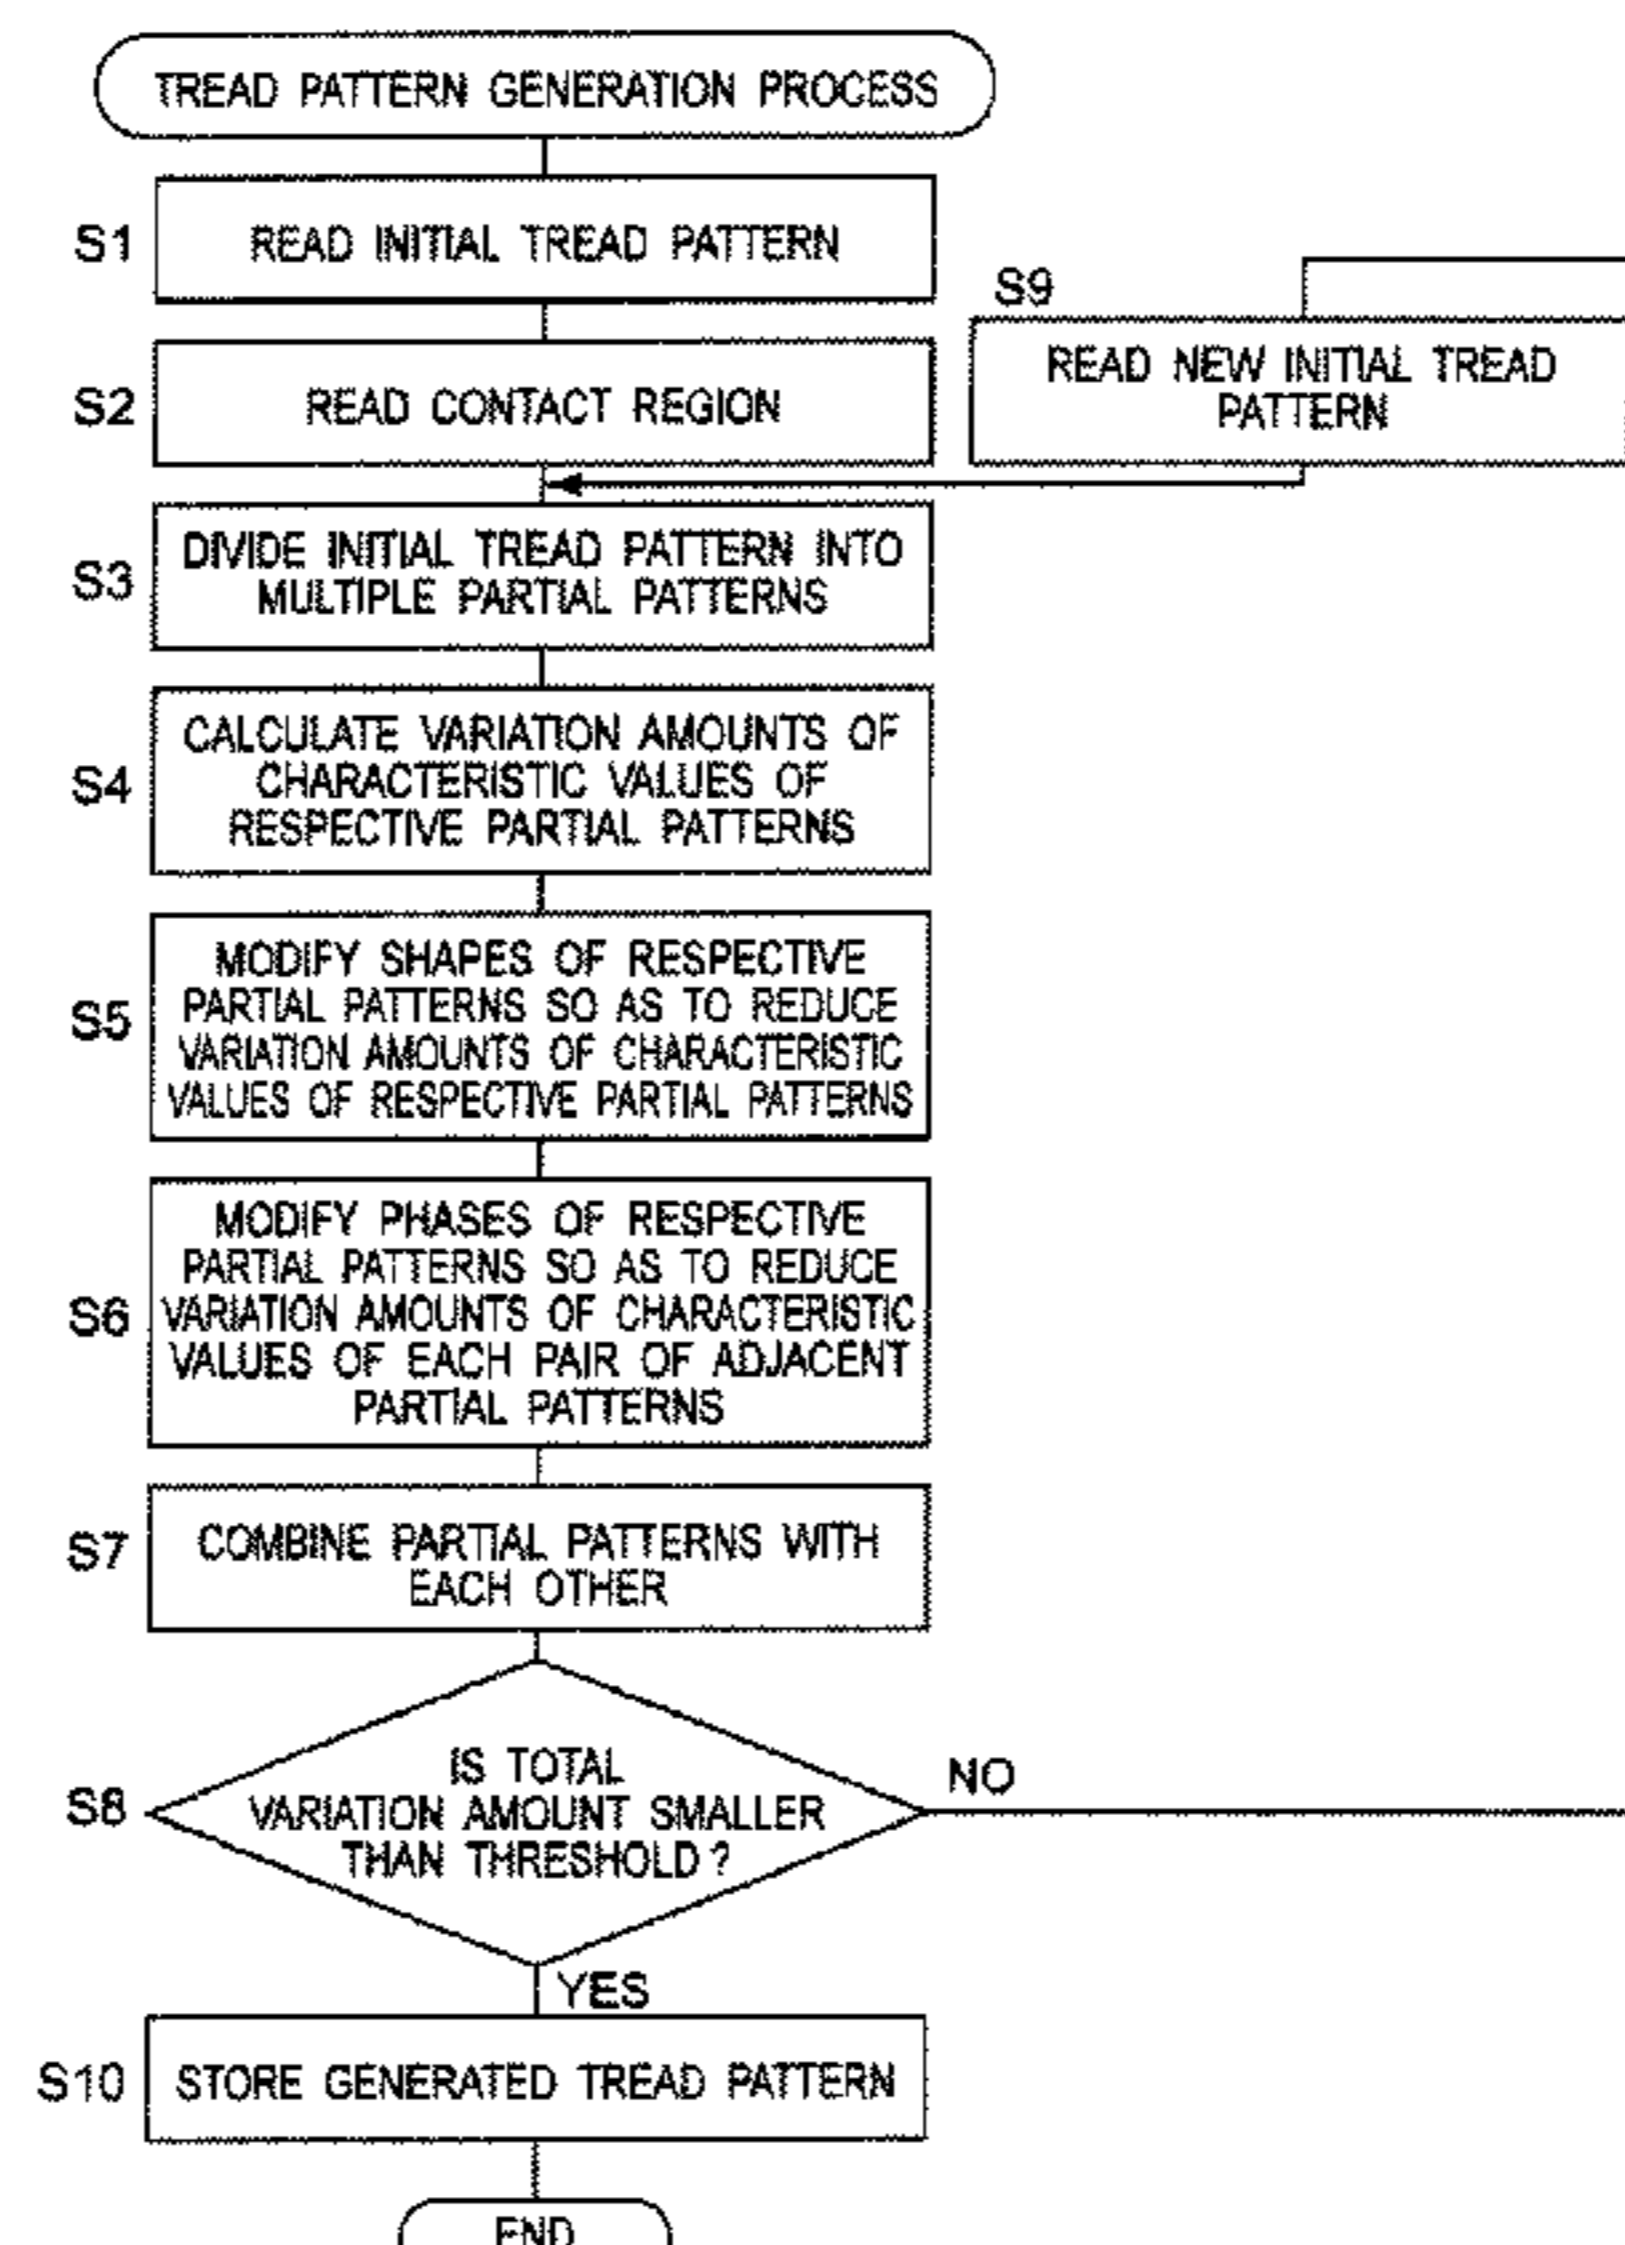 TREAD PATTERN GENERATION PROCESS
S1
READ INITIAL TREAD PATTERN
S9
READ NEW INITIAL TREAD
PATTERN
S2
READ CONTACT REGION
S3
DIVIDE INITIAL TREAD PATTERN INTO
MULTIPLE PARTIAL PATTERNS
S4
CALCULATE VARIATION AMOUNTS OF
CHARACTERISTIC VALUES OF
RESPECTIVE PARTIAL PATTERNS
S5
MODIFY SHAPES OF RESPECTIVE
PARTIAL PATTERNS SO AS TO REDUCE
VARIATION AMOUNTS OF CHARACTERISTIC
VALUES OF RESPECTIVE PARTIAL PATTERNS
S6
MODIFY PHASES OF RESPECTIVE
PARTIAL PATTERNS SO AS TO REDUCE
VARIATION AMOUNTS OF CHARACTERISTIC
VALUES OF EACH PAIR OF ADJACENT
PARTIAL PATTERNS
S7
COMBINE PARTIAL PATTERNS WITH
EACH OTHER
S8
IS TOTAL
VARIATION AMOUNT SMALLER
THAN THRESHOLD ?
NO
YES
S10
STORE GENERATED TREAD PATTERN
END